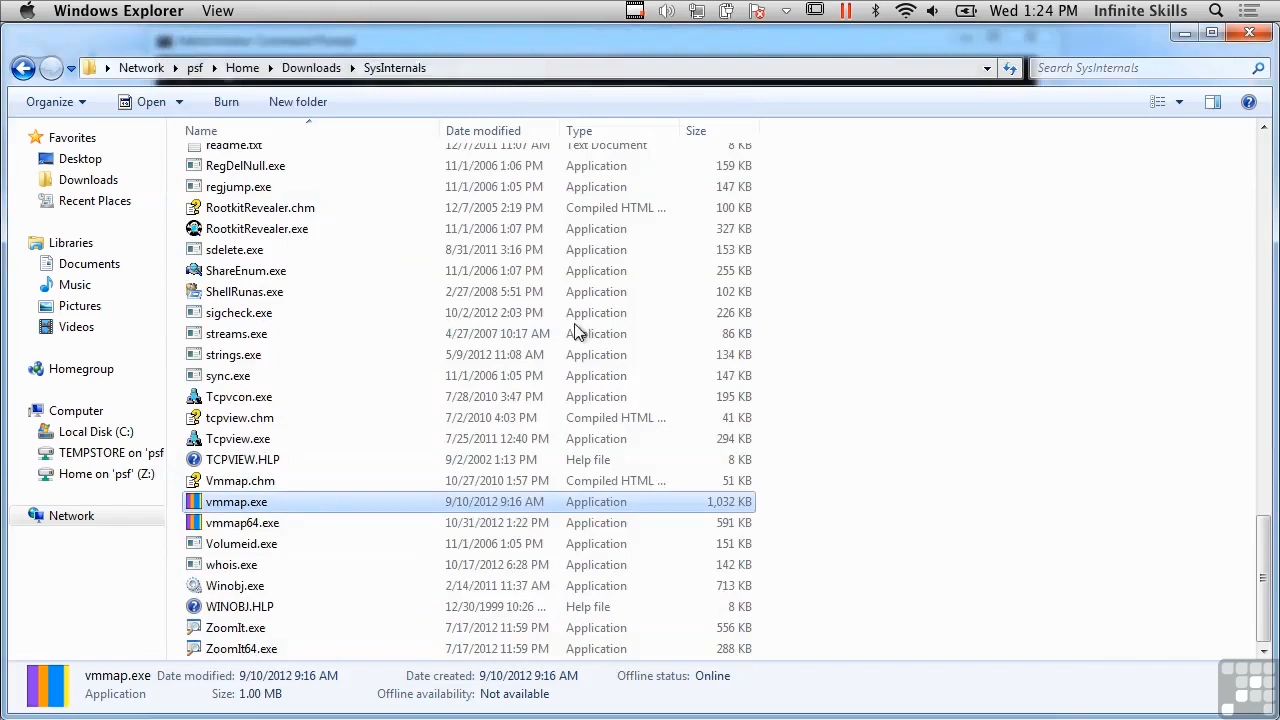 Windows Explorer View Wed 1:24 PM Infinite Skills
Network psf Home Downloads SysInternals Search SysInternals
Organize Open Burn New folder
Name Date modified Type Size
Favorites
Desktop
Downloads
Recent Places
Libraries
Documents
Music
Pictures
Videos
Homegroup
Computer
Local Disk (C:)
TEMPSTORE on 'psf
Home on 'psf' (Z:)
Network
readme.txt 12/7/2011 11:07 AM Text Document 8 KB
RegDelNull.exe 11/1/2006 1:06 PM Application 159 KB
regjump.exe 11/1/2006 1:05 PM Application 147 KB
RootkitRevealer.chm 12/7/2005 2:19 PM Compiled HTML ... 100 KB
RootkitRevealer.exe 11/1/2006 1:07 PM Application 327 KB
sdelete.exe 8/31/2011 3:16 PM Application 153 KB
ShareEnum.exe 11/1/2006 1:07 PM Application 255 KB
ShellRunas.exe 2/27/2008 5:51 PM Application 102 KB
sigcheck.exe 10/2/2012 2:03 PM Application 226 KB
streams.exe 4/27/2007 10:17 AM Application 86 KB
strings.exe 5/9/2012 11:08 AM Application 134 KB
sync.exe 11/1/2006 1:05 PM Application 147 KB
Tcpvcon.exe 7/28/2010 3:47 PM Application 195 KB
tcpview.chm 7/2/2010 4:03 PM Compiled HTML ... 41 KB
Tcpview.exe 7/25/2011 12:40 PM Application 294 KB
TCPVIEW.HLP 9/2/2002 1:13 PM Help file 8 KB
Vmmap.chm 10/27/2010 1:57 PM Compiled HTML ... 51 KB
vmmap.exe 9/10/2012 9:16 AM Application 1,032 KB
vmmap64.exe 10/31/2012 1:22 PM Application 591 KB
Volumeid.exe 11/1/2006 1:05 PM Application 151 KB
whois.exe 10/17/2012 6:28 PM Application 142 KB
Winobj.exe 2/14/2011 11:37 AM Application 713 KB
WINOBJ.HLP 12/30/1999 10:26 ... Help file 8 KB
ZoomIt.exe 7/17/2012 11:59 PM Application 556 KB
ZoomIt64.exe 7/17/2012 11:59 PM Application 288 KB
vmmap.exe Date modified: 9/10/2012 9:16 AM Date created: 9/10/2012 9:16 AM Offline status: Online
Application Size: 1.00 MB Offline availability: Not available